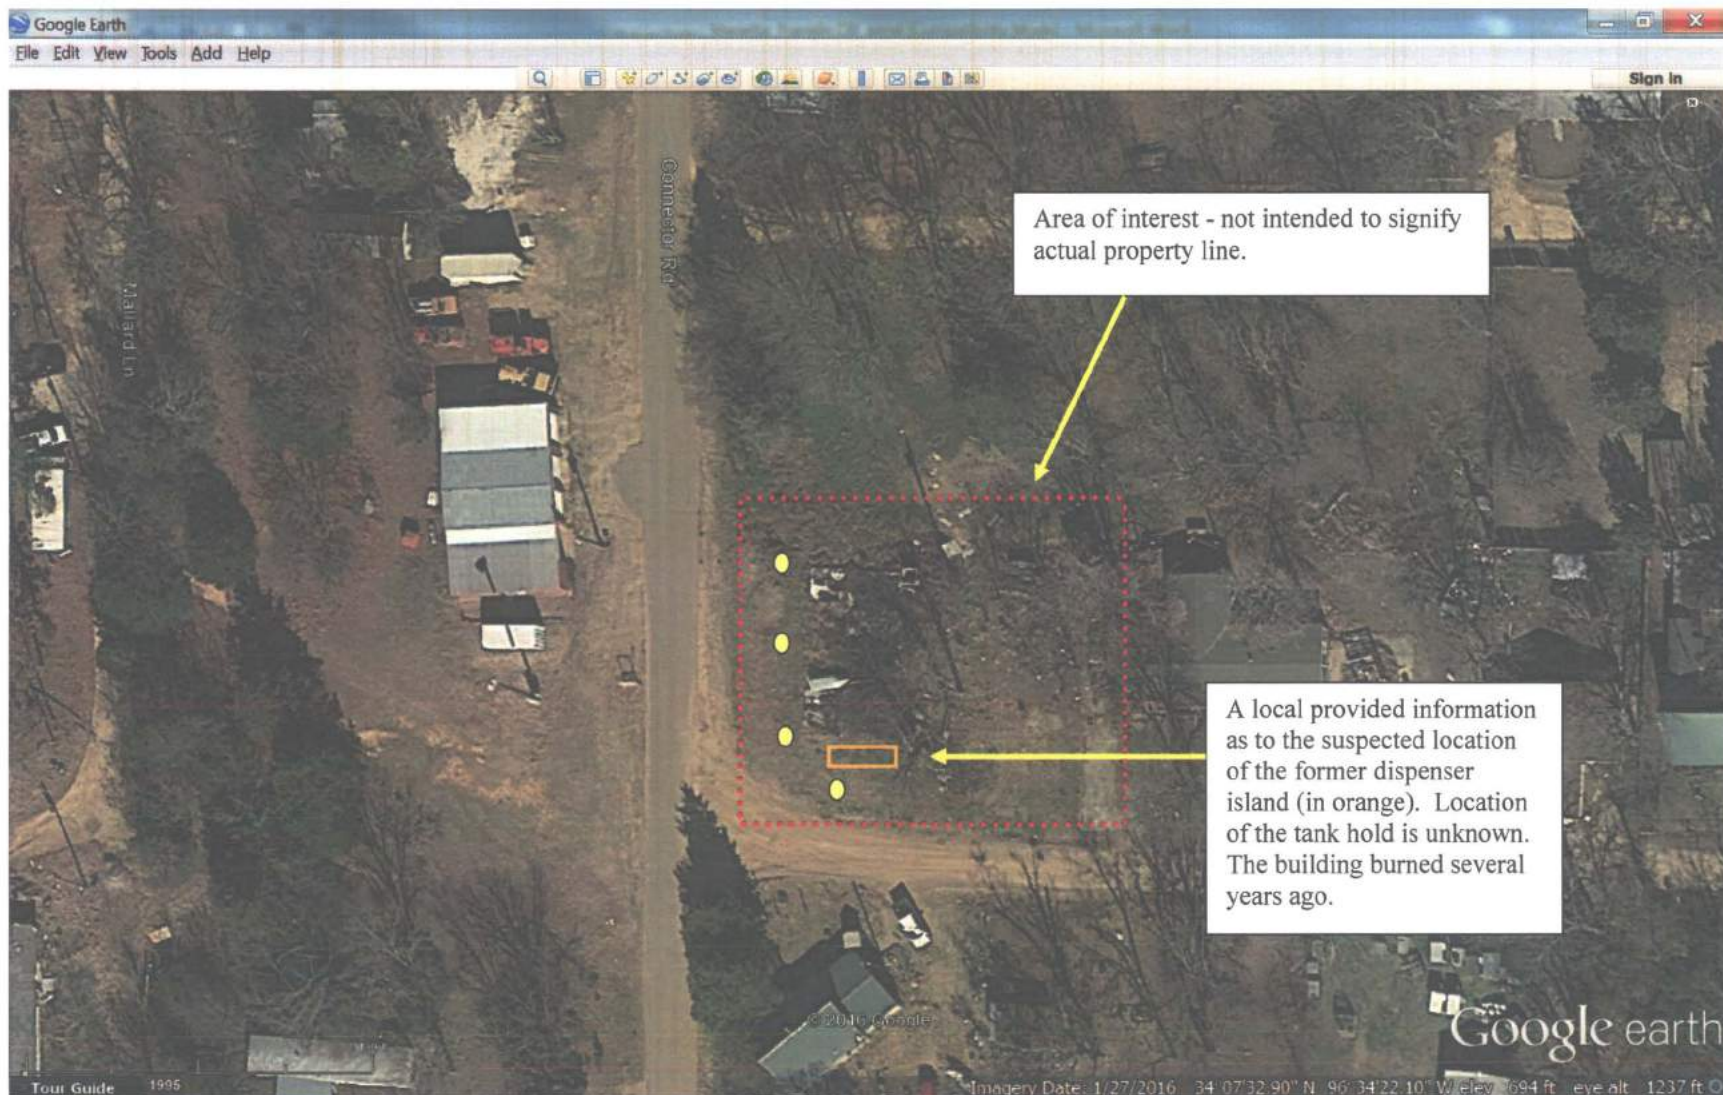 Google Earth
File Edit View Tools Add Help
Sign in
Connector Rd
Mallard Ln
Area of interest - not intended to signify
actual property line.
A local provided information
as to the suspected location
of the former dispenser
island (in orange). Location
of the tank hold is unknown.
The building burned several
years ago.
© 2016 Google
Google earth
Tour Guide 1995
Imagery Date: 1/27/2016 34°07'32.90" N 96°34'22.10" W elev 694 ft eye alt 1237 ft